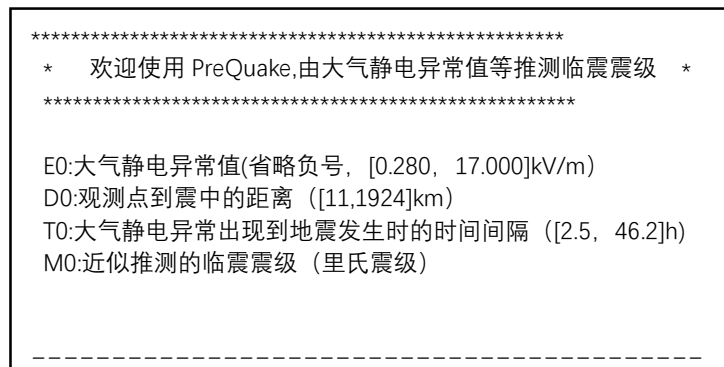 *****************************************************
* 欢迎使用 PreQuake,由大气静电异常值等推测临震震级 *
*****************************************************
E0:大气静电异常值(省略负号，[0.280，17.000]kV/m）
D0:观测点到震中的距离（[11,1924]km）
T0:大气静电异常出现到地震发生时的时间间隔（[2.5，46.2]h)
M0:近似推测的临震震级（里氏震级）
------------------------------------------